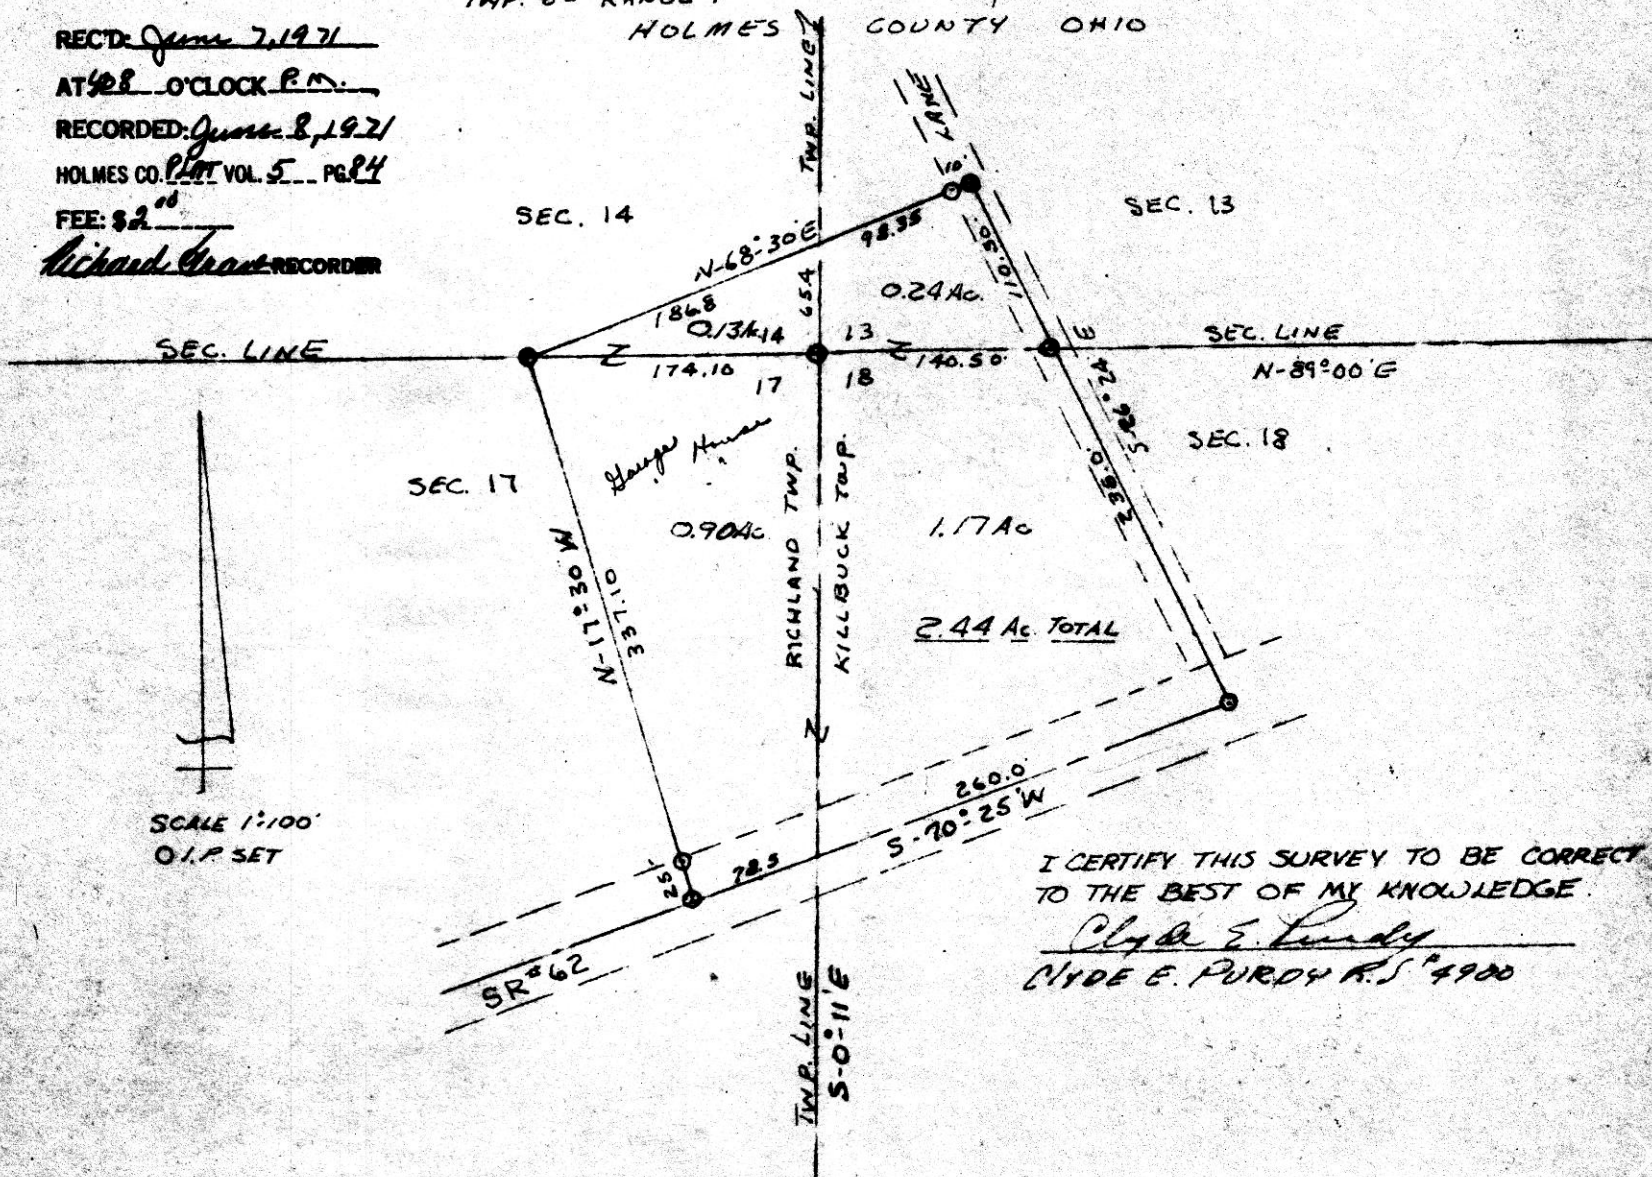 HOLMES COUNTY OHIO
REC'D: June 7, 1971
AT 4:08 O'CLOCK P.M.
RECORDED: June 8, 1971
HOLMES CO. PLAT VOL. 5 PG. 84
FEE: $2
Richard RECORDER
TWP. LINE
LANE
10'
SEC. 14
SEC. 13
N-68°30'E
98.35
110.50
186.8
65.4
0.24 Ac.
0.13 Ac
14
13
SEC. LINE
SEC. LINE
174.10
140.50
N-89°00'E
17
18
S-26°24'E
238.0'
Garage House
SEC. 17
SEC. 18
RICHLAND TWP.
KILLBUCK TWP.
0.90 Ac
1.17 Ac
N-17°30 W
337.10
2.44 Ac. TOTAL
SCALE 1":100'
O I.P. SET
260.0
S-70°25'W
25'
78.5
SR #62
TWP. LINE
S-0°11'E
I CERTIFY THIS SURVEY TO BE CORRECT
TO THE BEST OF MY KNOWLEDGE.
Clyde E. Purdy
CLYDE E. PURDY R.S. #4900